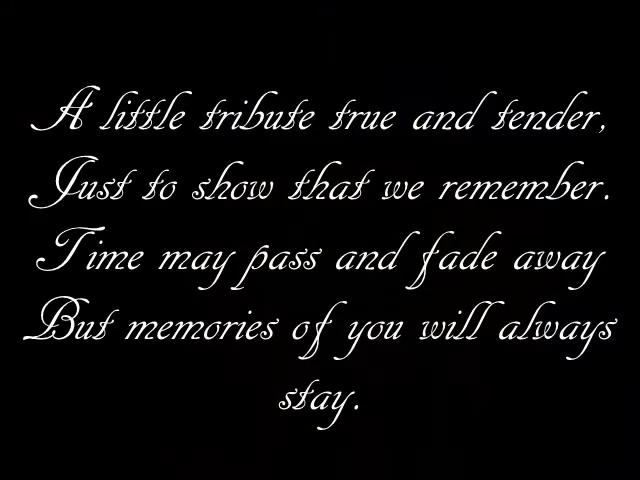 A little tribute true and tender,
Just to show that we remember.
Time may pass and fade away
But memories of you will always
stay.